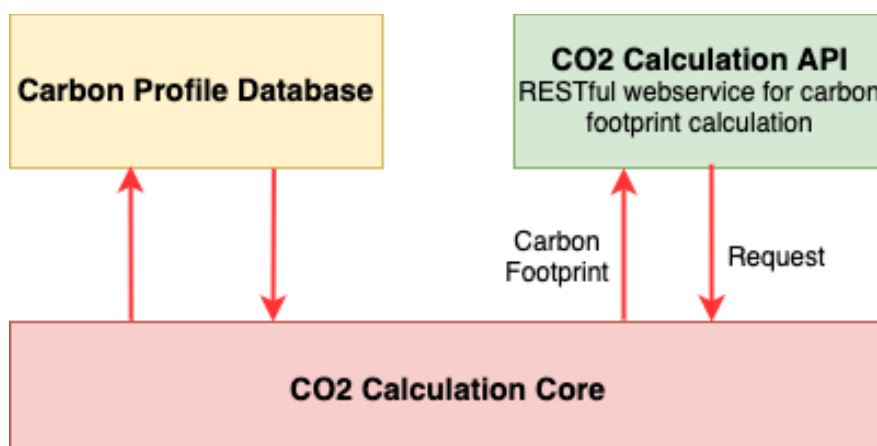 Carbon Profile Database
CO2 Calculation API
RESTful webservice for carbon
footprint calculation
Carbon
Footprint
Request
CO2 Calculation Core